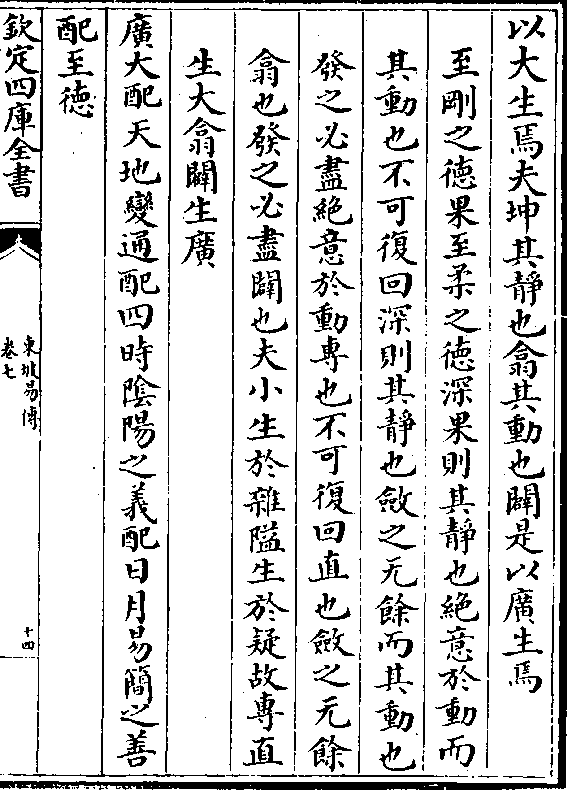 以大生焉夫坤其靜也翕其動也闢是以廣生焉
至剛之德果至柔之德深果則其靜也絶意於動而
其動也不可復回深則其靜也斂之无餘而其動也
發之必盡絶意於動專也不可復回直也斂之无餘
翕也發之必盡闢也夫小生於雜隘生於疑故專直
生大翕闢生廣
廣大配天地變通配四時隂陽之義配日月易簡之善
配至德
欽定四庫全書
東坡易傳
卷七
十四